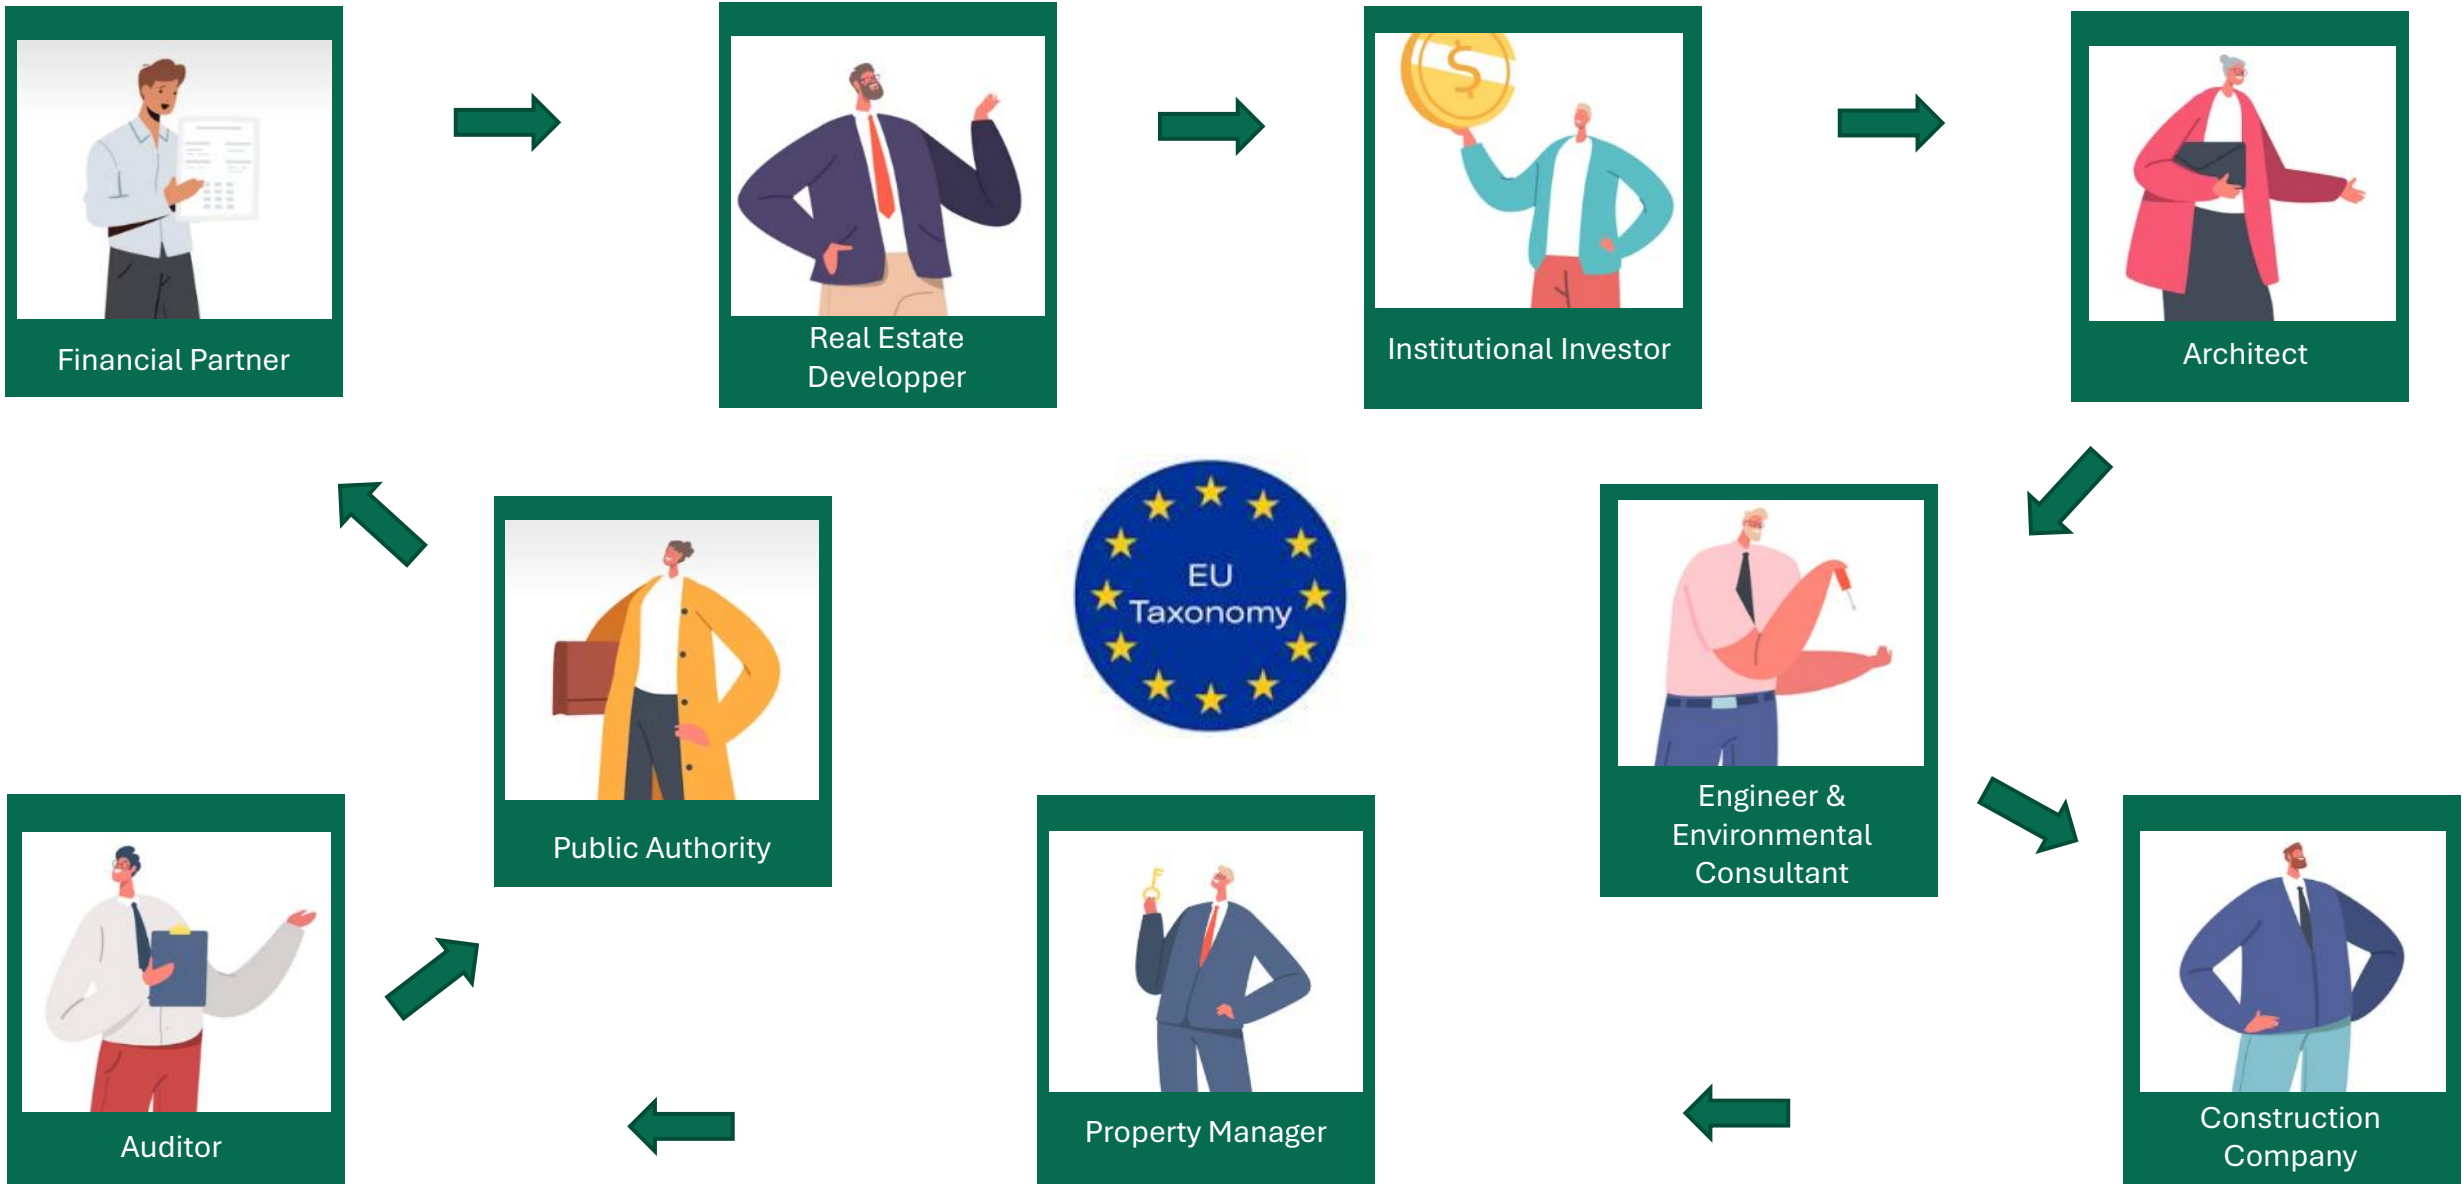 Financial Partner
Real Estate
Developper
Institutional Investor
Architect
EU
Taxonomy
Public Authority
Engineer &
Environmental
Consultant
Auditor
Property Manager
Construction
Company